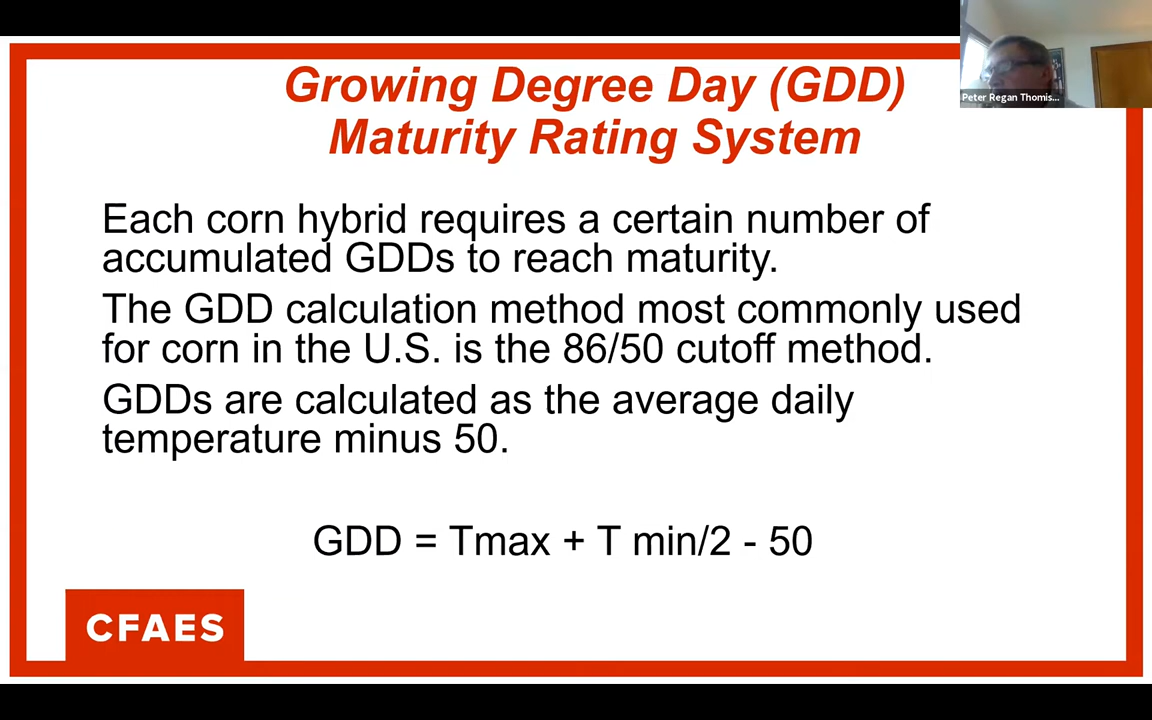 Growing Degree Day (GDD)
Maturity Rating System
Peter Regan Thomis...
Each corn hybrid requires a certain number of
accumulated GDDs to reach maturity.
The GDD calculation method most commonly used
for corn in the U.S. is the 86/50 cutoff method.
GDDs are calculated as the average daily
temperature minus 50.
GDD = Tmax + T min/2 - 50
CFAES